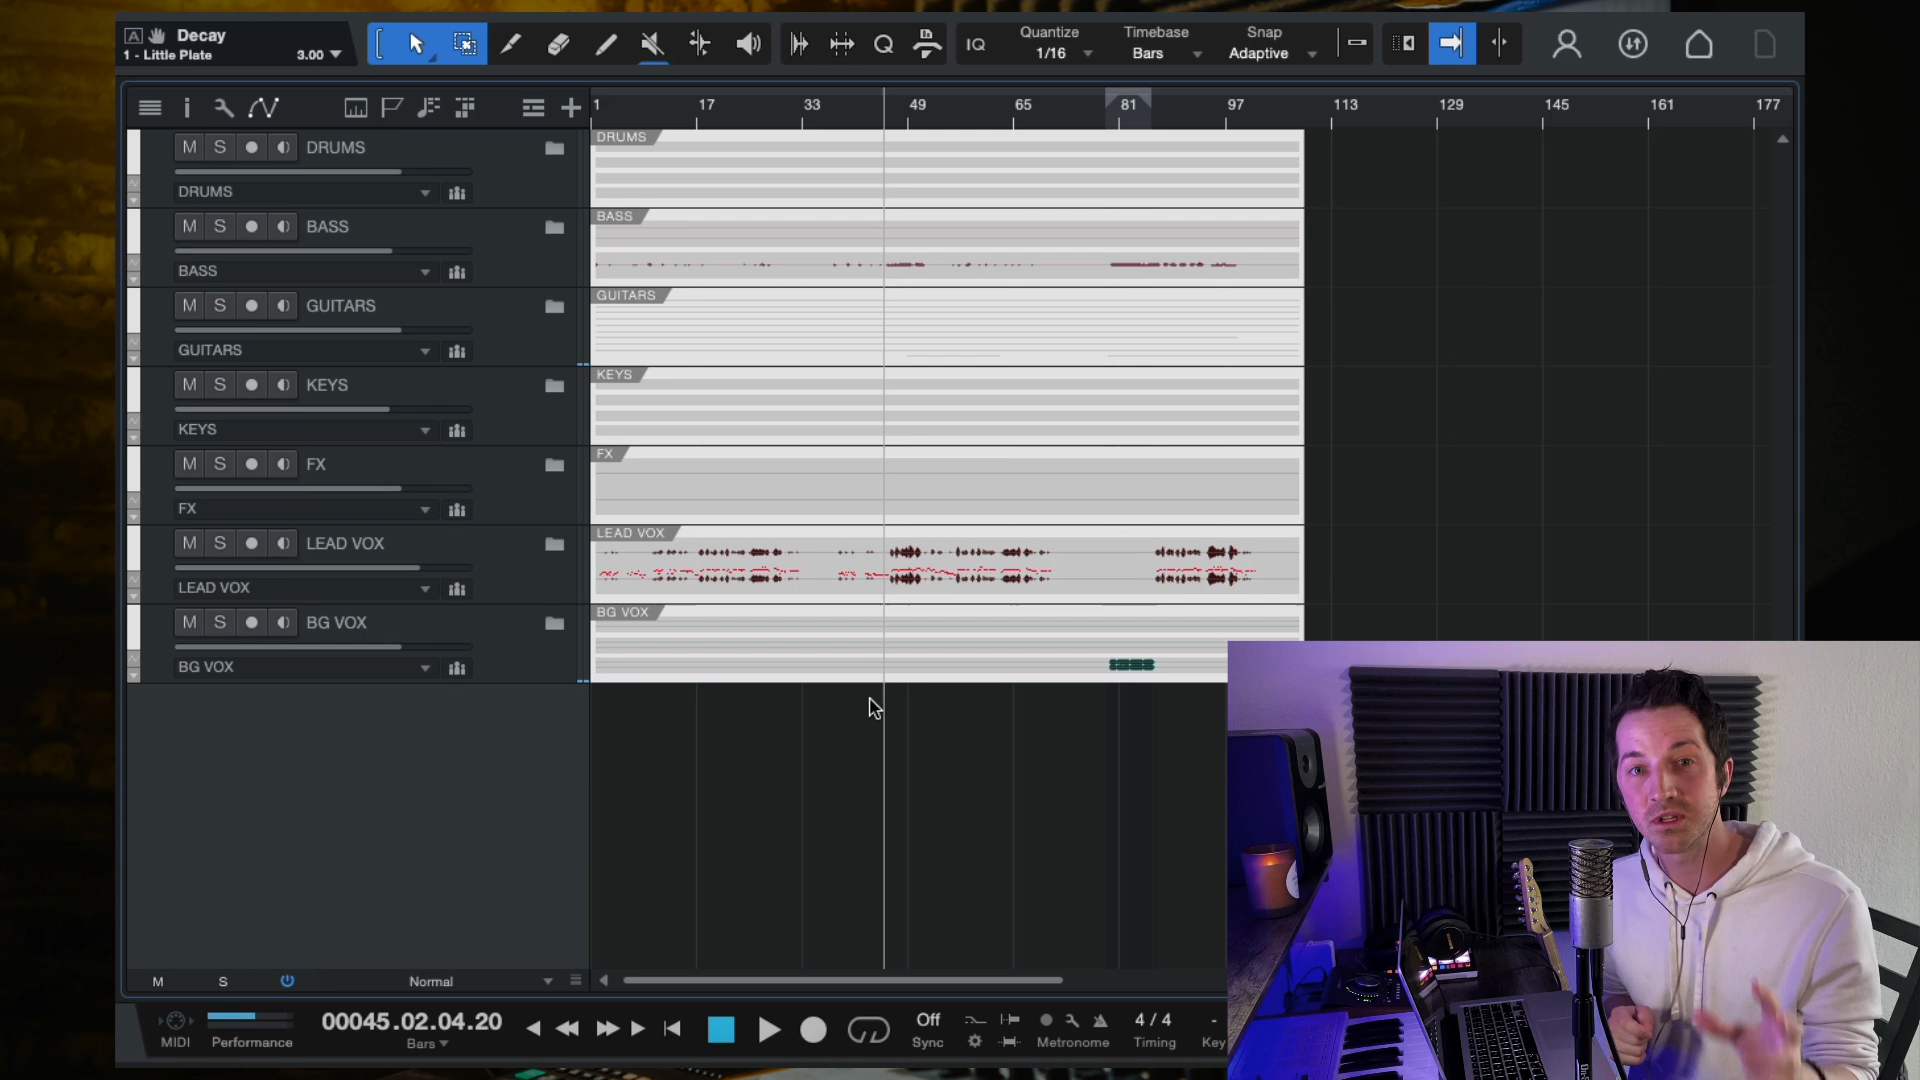 A Decay
1 - Little Plate 3.00
IQ
Quantize
1/16
Timebase
Bars
Snap
Adaptive
1 17 33 49 65 81 97 113 129 145 161 177
M S DRUMS
DRUMS
DRUMS
M S BASS
BASS
BASS
M S GUITARS
GUITARS
GUITARS
M S KEYS
KEYS
KEYS
M S FX
FX
FX
M S LEAD VOX
LEAD VOX
LEAD VOX
M S BG VOX
BG VOX
BG VOX
M S Normal
MIDI
Performance
00045.02.04.20
Bars
Off
Sync
Metronome
4 / 4
Timing
-
Key